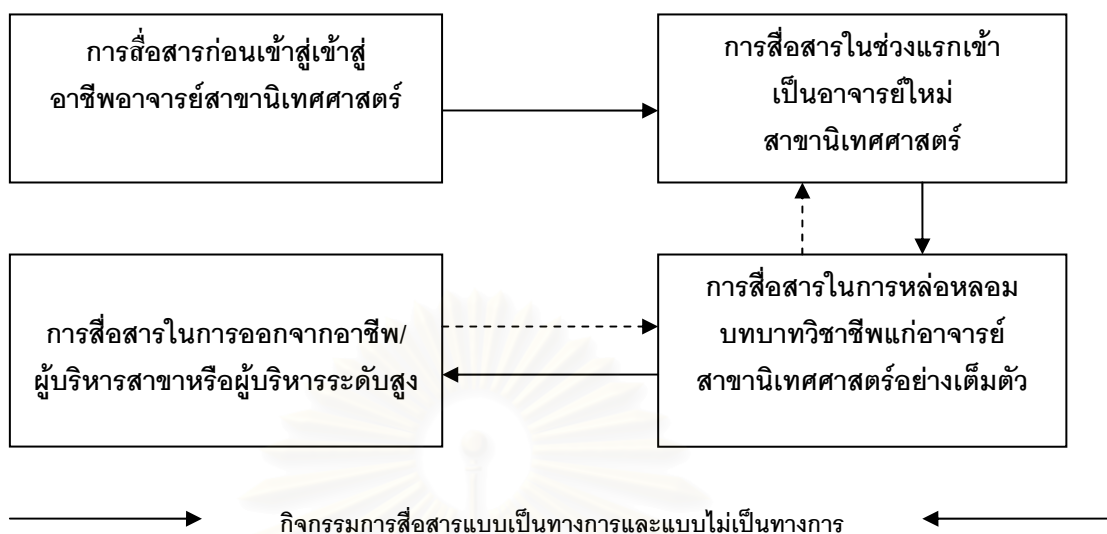 การสื่อสารก่อนเข้าสู่เข้าสู่
อาชีพอาจารย์สาขานิเทศศาสตร์
การสื่อสารในช่วงแรกเข้า
เป็นอาจารย์ใหม่
สาขานิเทศศาสตร์
การสื่อสารในการออกจากอาชีพ/
ผู้บริหารสาขาหรือผู้บริหารระดับสูง
การสื่อสารในการหล่อหลอม
บทบาทวิชาชีพแก่อาจารย์
สาขานิเทศศาสตร์อย่างเต็มตัว
กิจกรรมการสื่อสารแบบเป็นทางการและแบบไม่เป็นทางการ